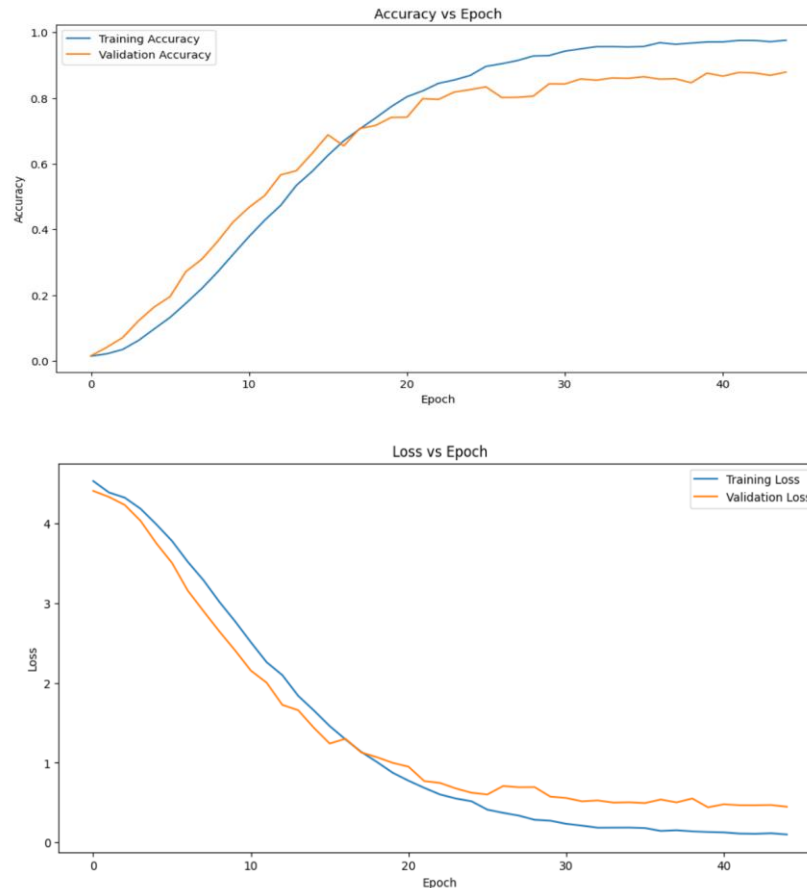 Accuracy vs Epoch
Training Accuracy
Validation Accuracy
1.0
0.8
0.6
0.4
0.2
0.0
Accuracy
0
10
20
30
40
Epoch
Loss vs Epoch
Training Loss
Validation Loss
4
3
2
1
0
Loss
0
10
20
30
40
Epoch